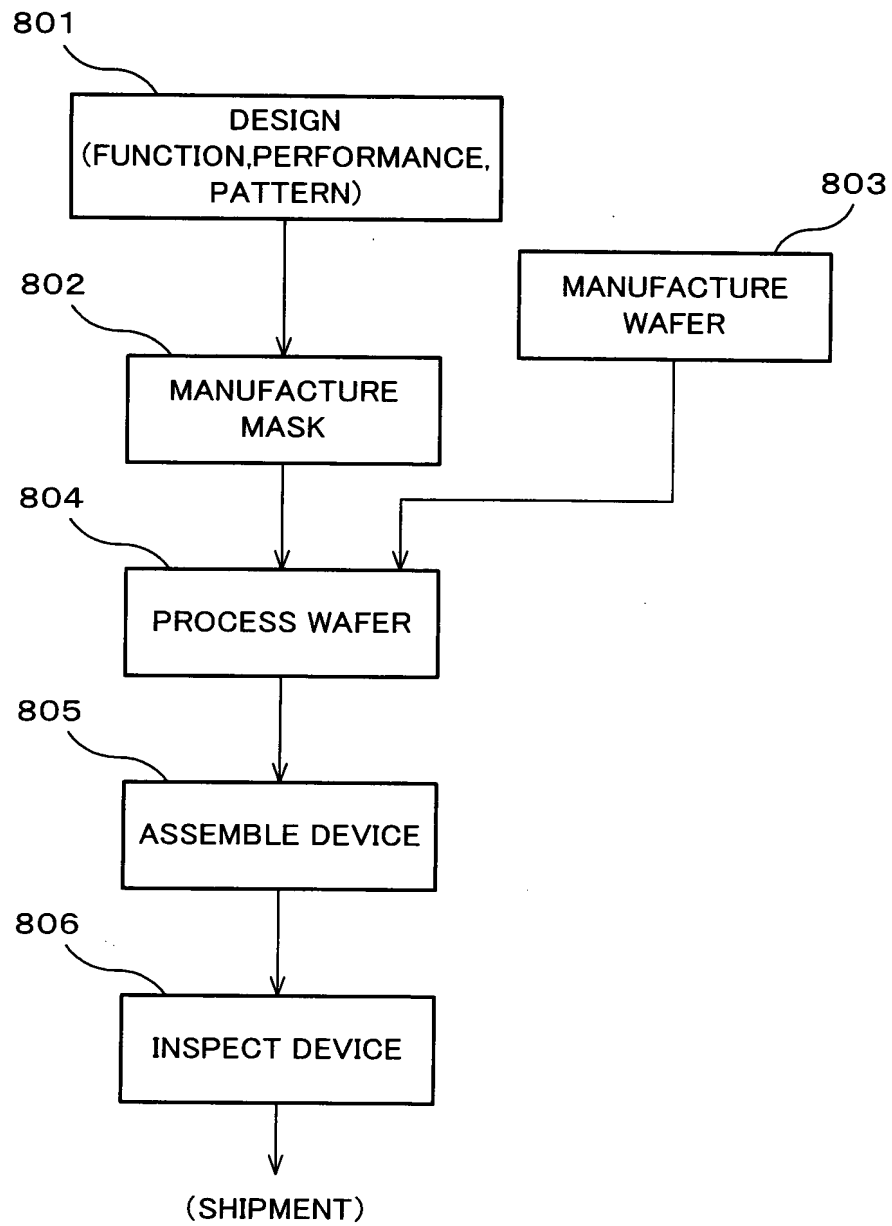 801
DESIGN
(FUNCTION,PERFORMANCE,
PATTERN)
803
MANUFACTURE
WAFER
802
MANUFACTURE
MASK
804
PROCESS WAFER
805
ASSEMBLE DEVICE
806
INSPECT DEVICE
(SHIPMENT)